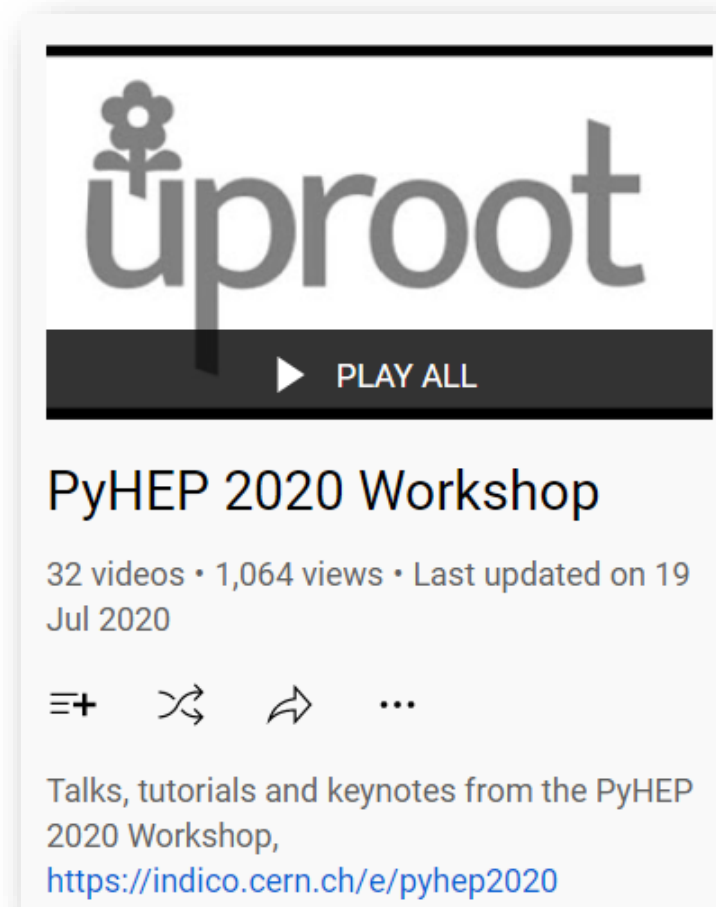 uproot
PLAY ALL
PyHEP 2020 Workshop
32 videos • 1,064 views • Last updated on 19
Jul 2020
Talks, tutorials and keynotes from the PyHEP
2020 Workshop,
https://indico.cern.ch/e/pyhep2020